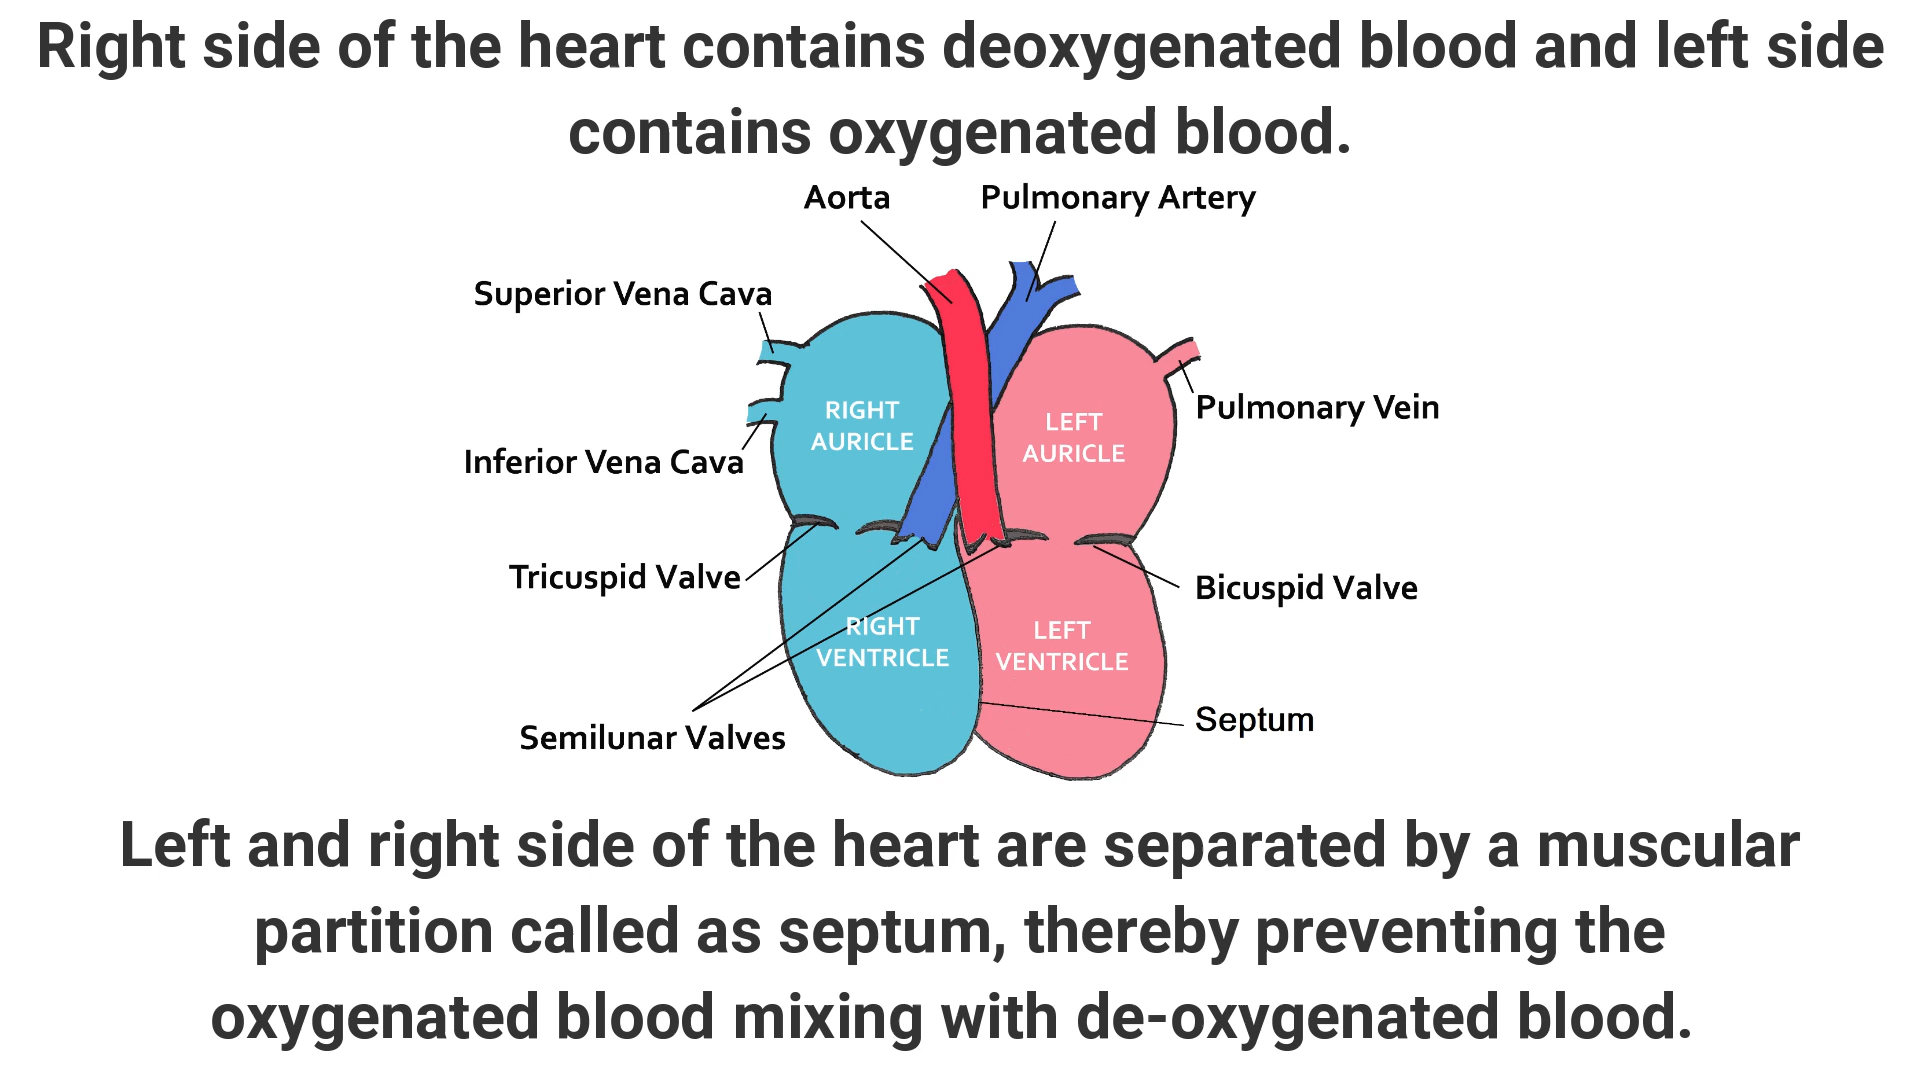 Right side of the heart contains deoxygenated blood and left side
contains oxygenated blood.
Aorta
Pulmonary Artery
Superior Vena Cava
RIGHT
AURICLE
LEFT
AURICLE
Pulmonary Vein
Inferior Vena Cava
Tricuspid Valve
Bicuspid Valve
RIGHT
VENTRICLE
LEFT
VENTRICLE
Semilunar Valves
Septum
Left and right side of the heart are separated by a muscular
partition called as septum, thereby preventing the
oxygenated blood mixing with de-oxygenated blood.